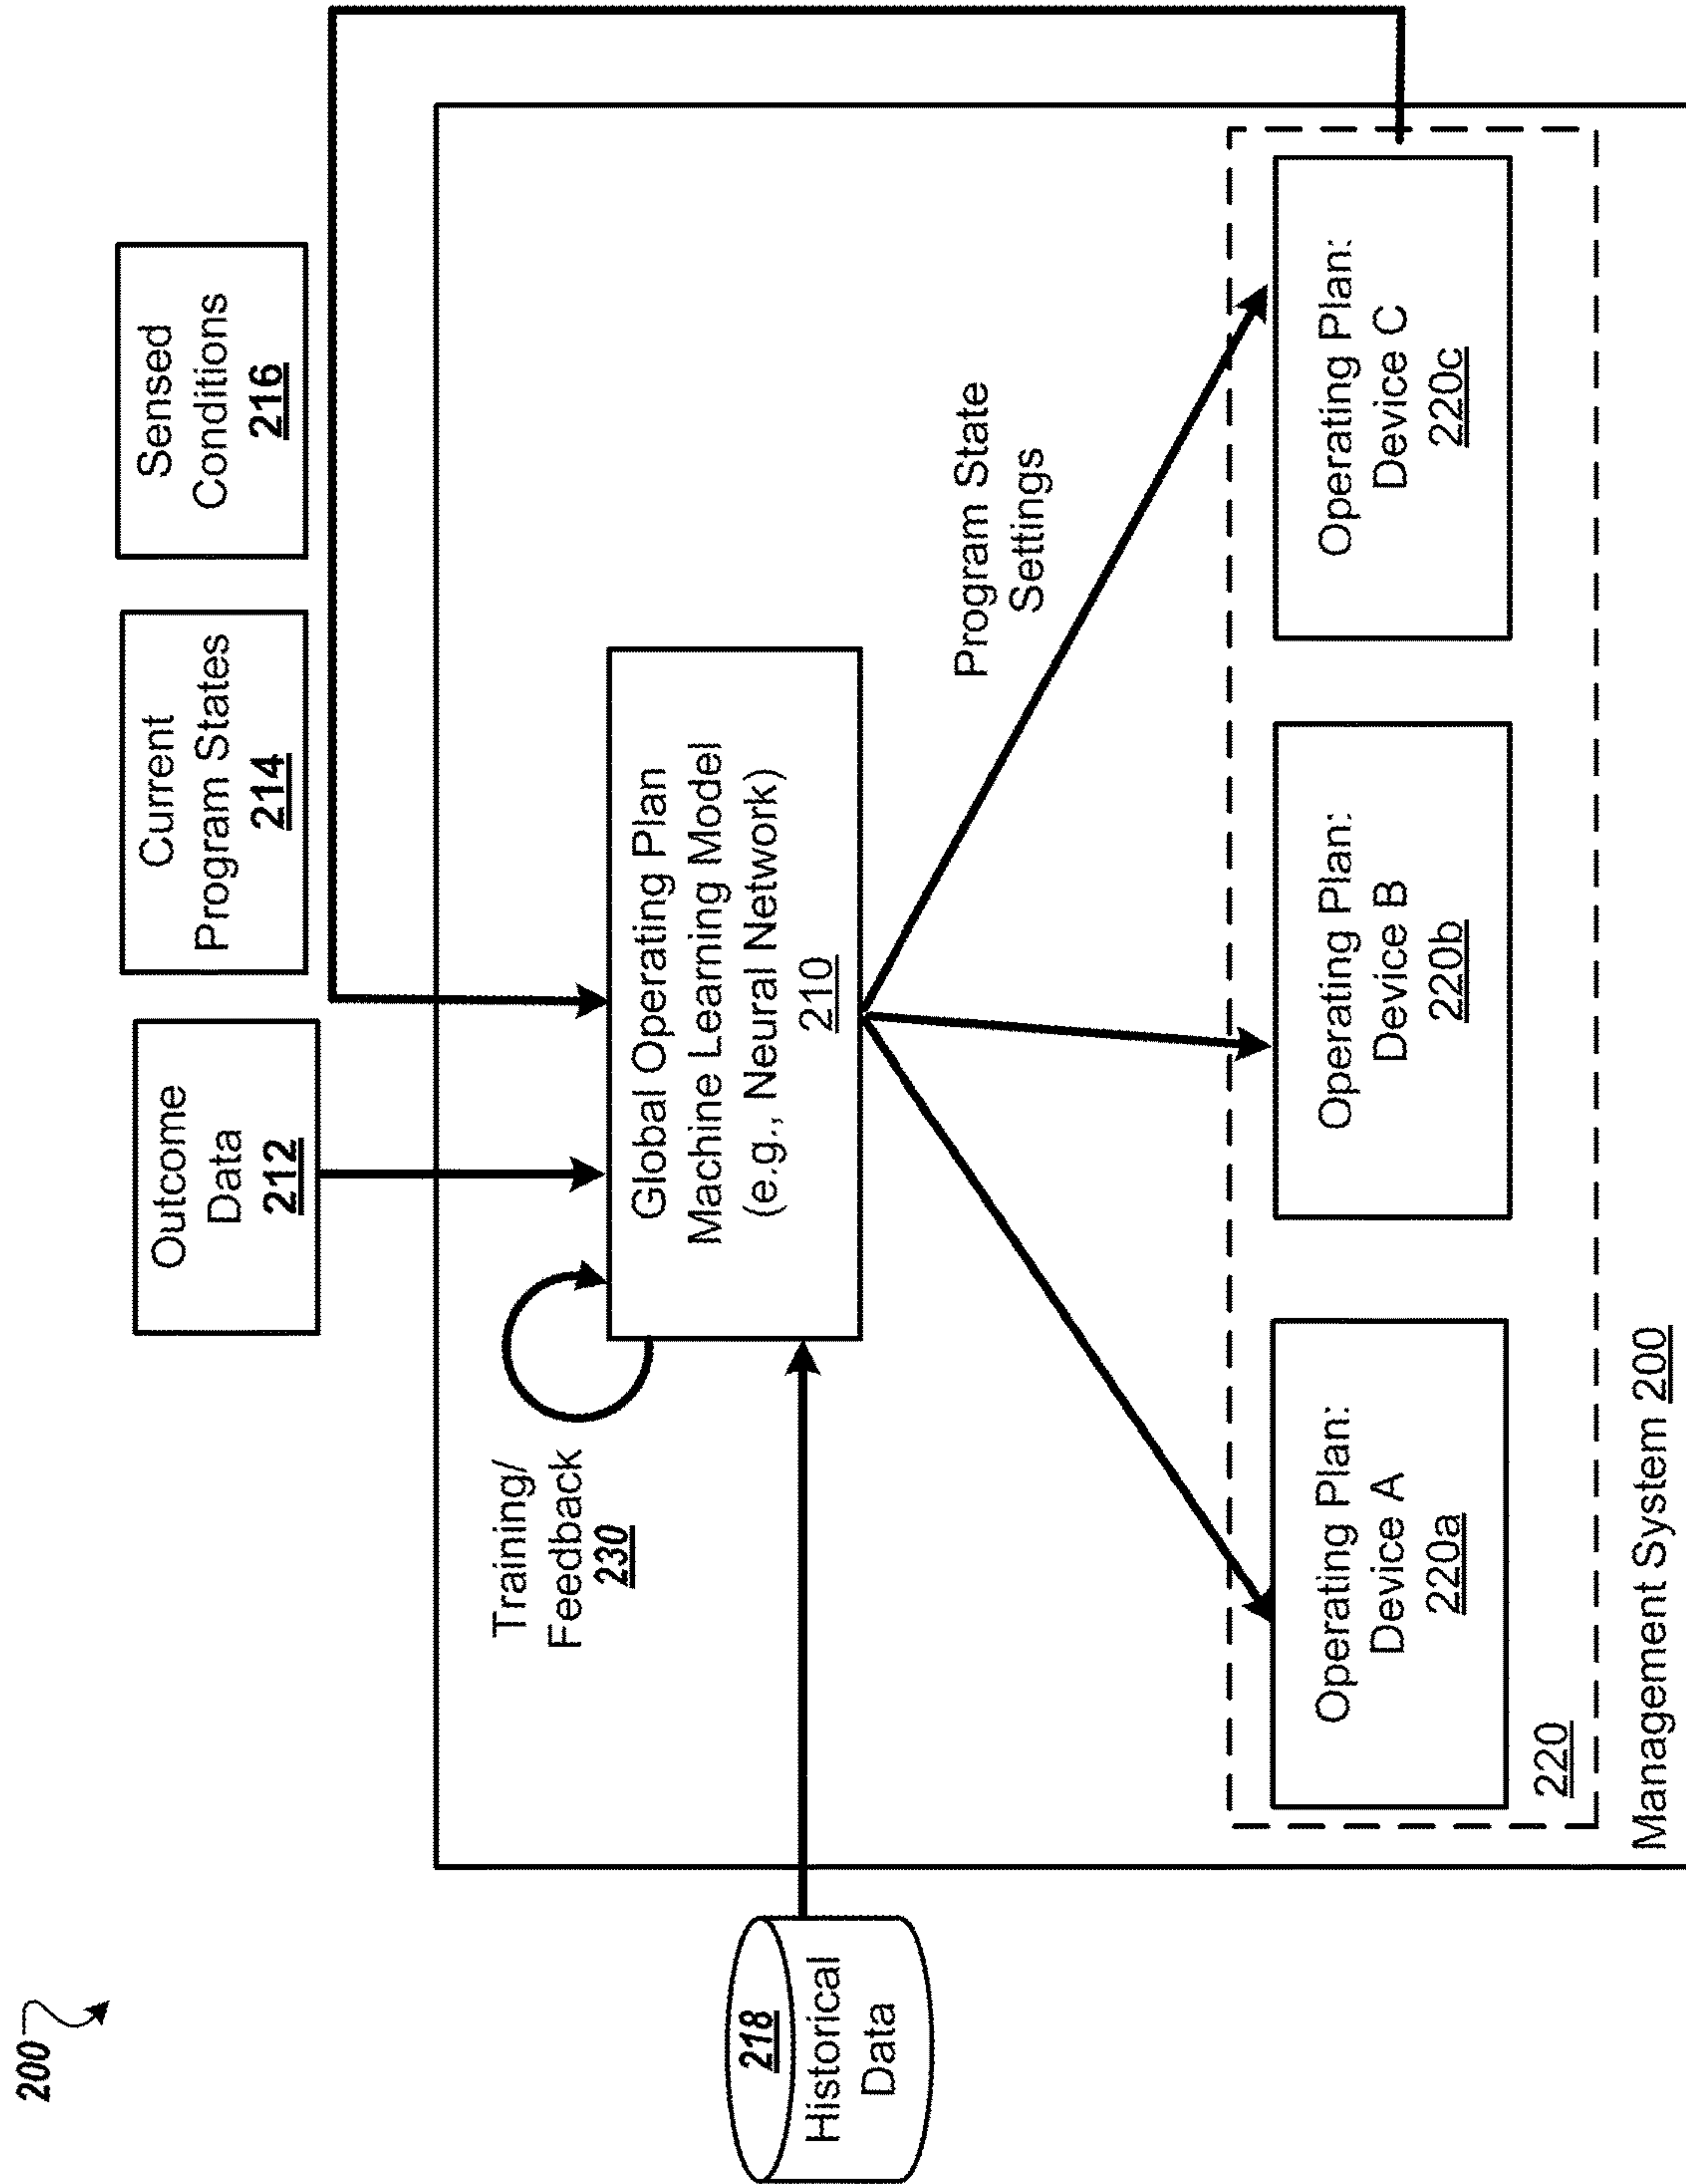 200
Outcome
Data
212
Current
Program States
214
Sensed
Conditions
216
Training/
Feedback
230
218
Historical
Data
Global Operating Plan
Machine Learning Model
(e.g., Neural Network)
210
Program State
Settings
Operating Plan:
Device A
220a
Operating Plan:
Device B
220b
Operating Plan:
Device C
220c
220
Management System 200